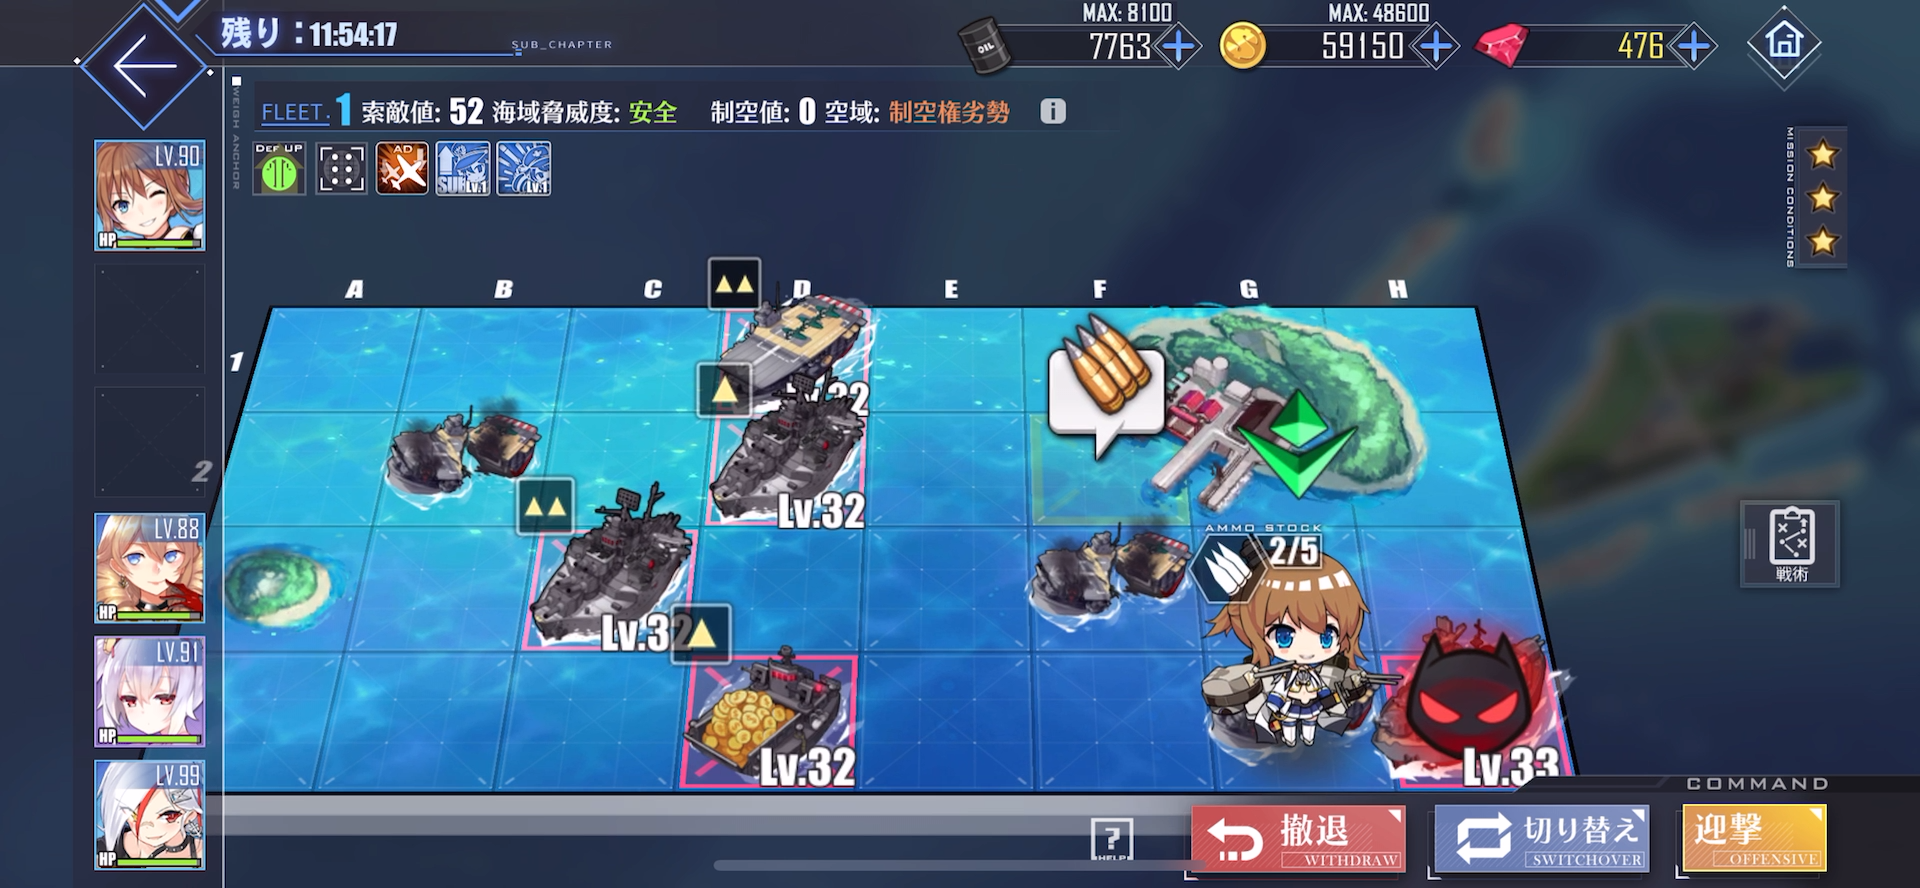 残り：11:54:17
SUB_CHAPTER
MAX: 8100
7763
MAX: 48600
59150
476
OIL
WEIGH ANCHOR
FLEET. 1 索敵値: 52 海域脅威度: 安全 制空値: 0 空域: 制空権劣勢 i
DEF UP
AD
SUB LV.1
LV.1
MISSION CONDITIONS
LV.90
HP
A B C D E F G H
1
2
Lv.32
Lv.32
AMMO STOCK
2/5
戦術
LV.88
HP
Lv.32
LV.91
HP
Lv.32
Lv.33
LV.99
HP
COMMAND
? HELP
撤退
WITHDRAW
切り替え
SWITCHOVER
迎撃
OFFENSIVE